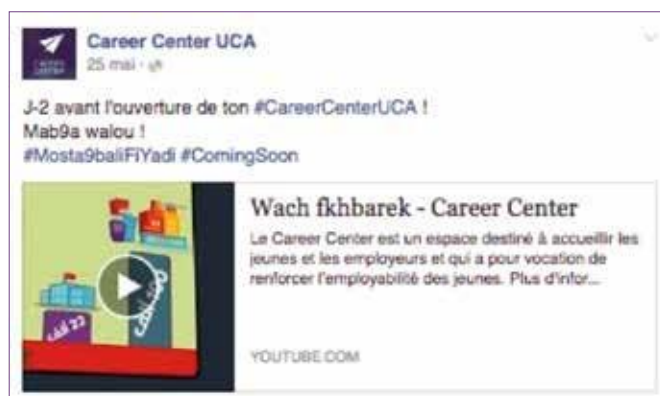 Career Center UCA
25 mai
J-2 avant l'ouverture de ton #CareerCenterUCA !
Mab9a walou !
#Mosta9baliFiYadi #ComingSoon
Wach fkhbarek - Career Center
Le Career Center est un espace destiné à accueillir les
jeunes et les employeurs et qui a pour vocation de
renforcer l'employabilité des jeunes. Plus d'infor...
YOUTUBE.COM